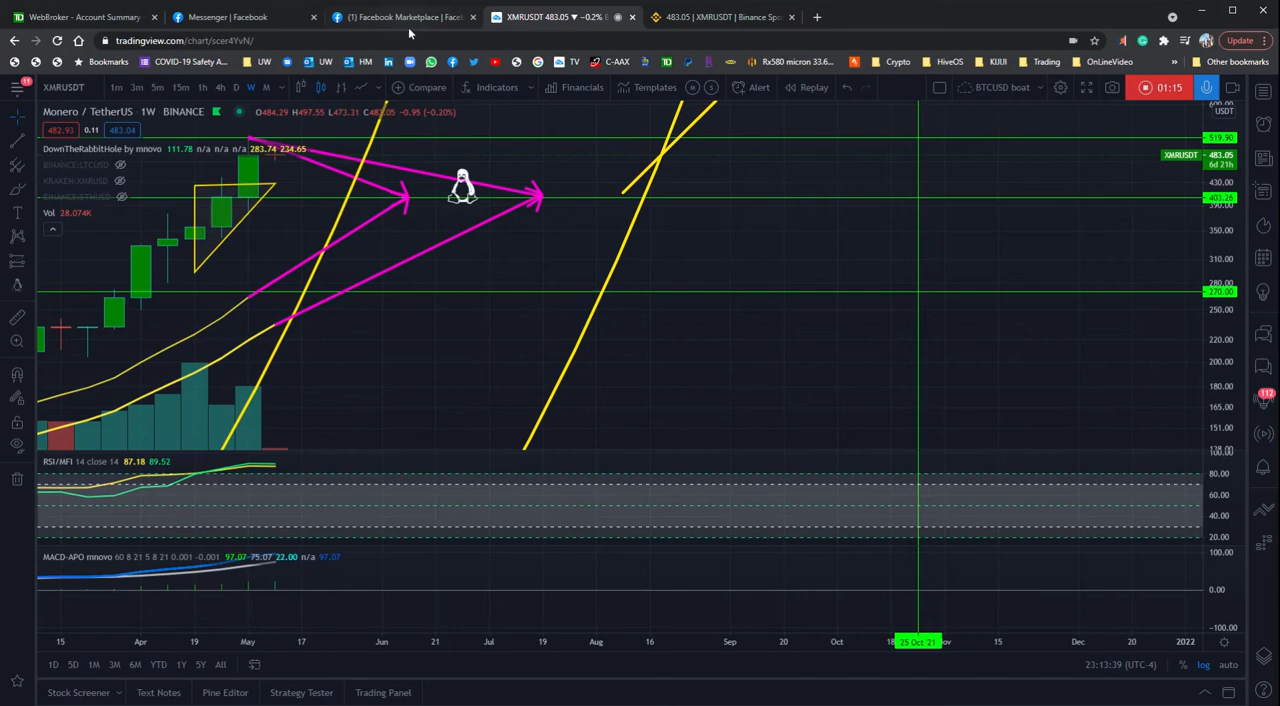 WebBroker - Account Summary
Messenger | Facebook
(1) Facebook Marketplace | Face
XMRUSDT 483.05 ▼ −0.2% B
483.05 | XMRUSDT | Binance Spo
tradingview.com/chart/scer4YvN/
Update
Bookmarks
COVID-19 Safety A...
UW
UW
HM
TV
C-AAX
Rx580 micron 33.6...
Crypto
HiveOS
KIJIJI
Trading
OnLineVideo
Other bookmarks
11
XMRUSDT
1m 3m 5m 15m 1h 4h D W M
Compare
Indicators
Financials
Templates
M
S
Alert
Replay
BTCUSD boat
01:15
Monero / TetherUS · 1W · BINANCE
O484.29 H497.55 L473.31 C483.05 −0.95 (−0.20%)
USDT
482.93 0.11 483.04
DownTheRabbitHole by mnovo 111.78 n/a n/a n/a 283.74 234.65
BINANCE:LTCUSD
KRAKEN:XMRUSD
BINANCE:ETHUSD
Vol 28.074K
600.00
519.90
XMRUSDT
483.05
6d 21h
430.00
403.26
390.00
350.00
310.00
280.00
270.00
250.00
220.00
200.00
180.00
165.00
151.00
138.00
112
RSI/MFI 14 close 14 87.18 89.52
100.00
80.00
60.00
40.00
20.00
MACD-APO mnovo 60 8 21 5 8 21 0.001 -0.001 97.07 75.07 22.00 n/a 97.07
100.00
0.00
−100.00
15 Apr 19 May 17 Jun 21 Jul 19 Aug 16 Sep 20 Oct 18 25 Oct '21 ov 15 Dec 20 2022
1D 5D 1M 3M 6M YTD 1Y 5Y All
23:13:39 (UTC-4)
% log auto
Stock Screener
Text Notes
Pine Editor
Strategy Tester
Trading Panel